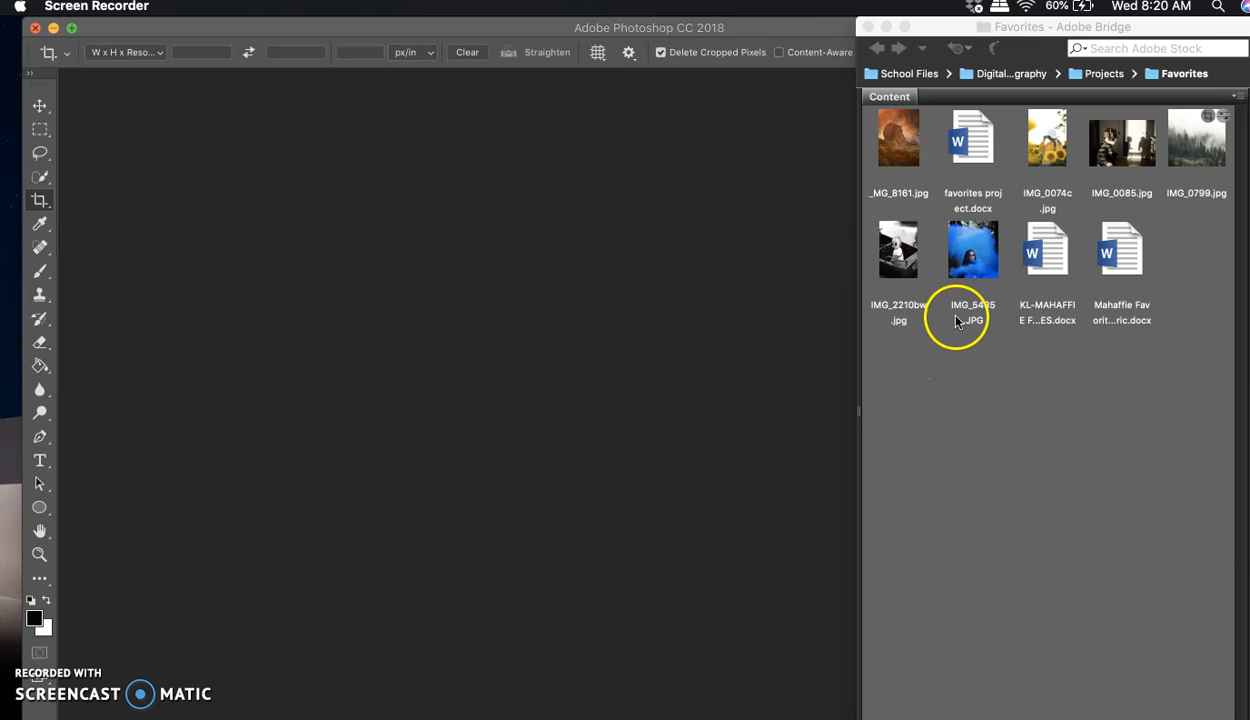 Screen Recorder
60%
Wed 8:20 AM
Adobe Photoshop CC 2018
Favorites - Adobe Bridge
W x H x Reso...
px/in
Clear
Straighten
Delete Cropped Pixels
Content-Aware
Search Adobe Stock
School Files
Digital...graphy
Projects
Favorites
Content
_MG_8161.jpg
favorites proj
ect.docx
IMG_0074c
.jpg
IMG_0085.jpg
IMG_0799.jpg
IMG_2210bw
.jpg
.JPG
KL-MAHAFFI
E F...ES.docx
Mahaffie Fav
orit...ric.docx
W
W
W
T
RECORDED WITH
SCREENCAST MATIC